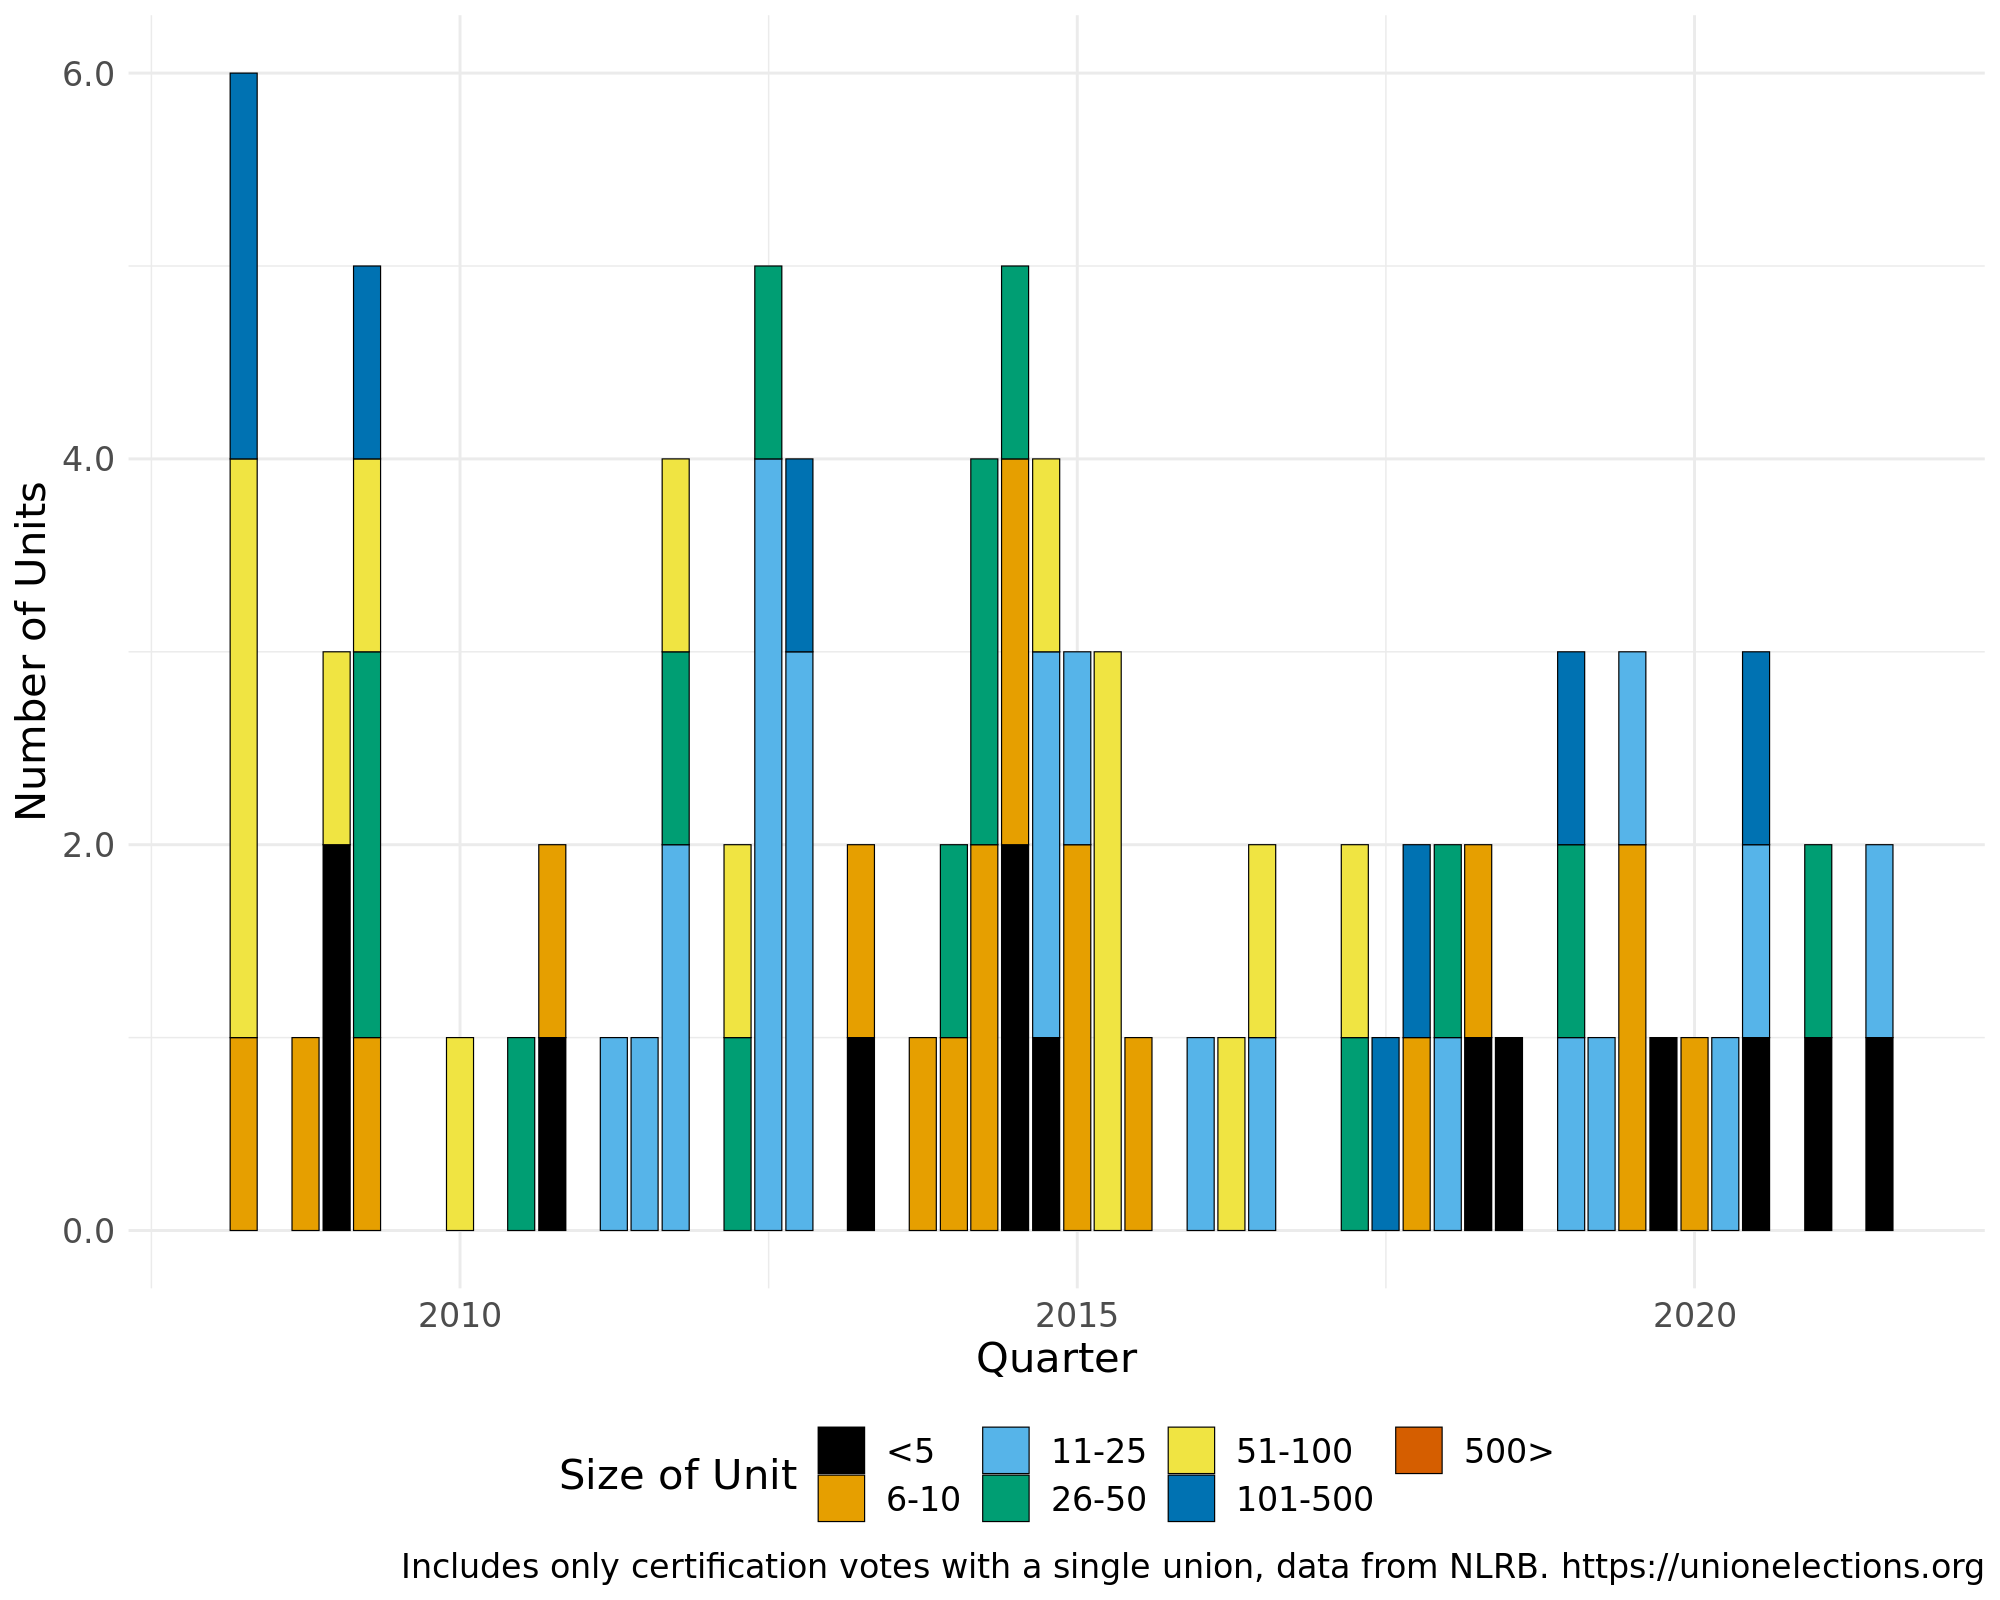 6.0
4.0
2.0
0.0
Number of Units
2010 2015 2020
Quarter
Size of Unit
<5 11-25 51-100 500>
6-10 26-50 101-500
Includes only certification votes with a single union, data from NLRB. https://unionelections.org